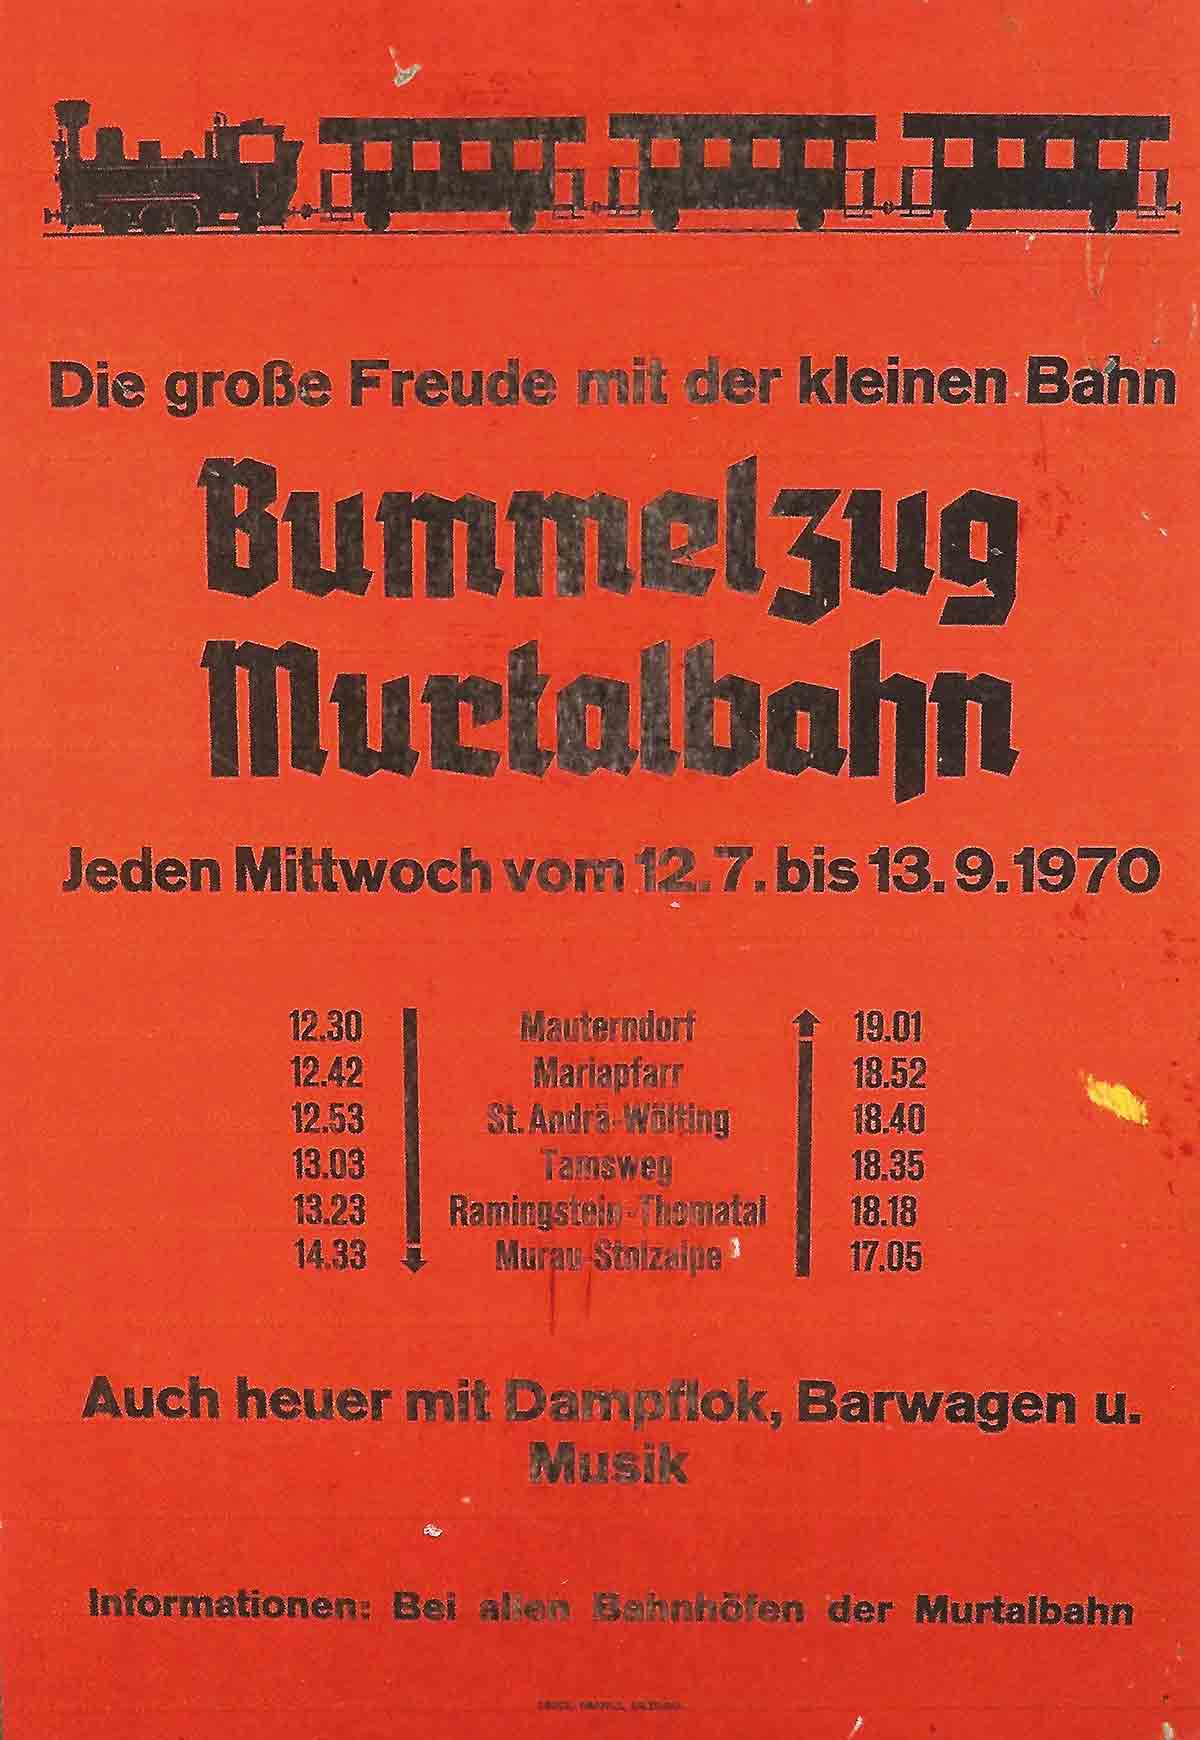 Die große Freude mit der kleinen Bahn
Bummelzug
Murtalbahn
Jeden Mittwoch vom 12.7. bis 13.9.1970
12.30 Mauterndorf 19.01
12.42 Mariapfarr 18.52
12.53 St. Andrä-Wölting 18.40
13.03 Tamsweg 18.35
13.23 Ramingstein-Thomatal 18.18
14.33 Murau-Stolzalpe 17.05
Auch heuer mit Dampflok, Barwagen u.
Musik
Informationen: Bei allen Bahnhöfen der Murtalbahn